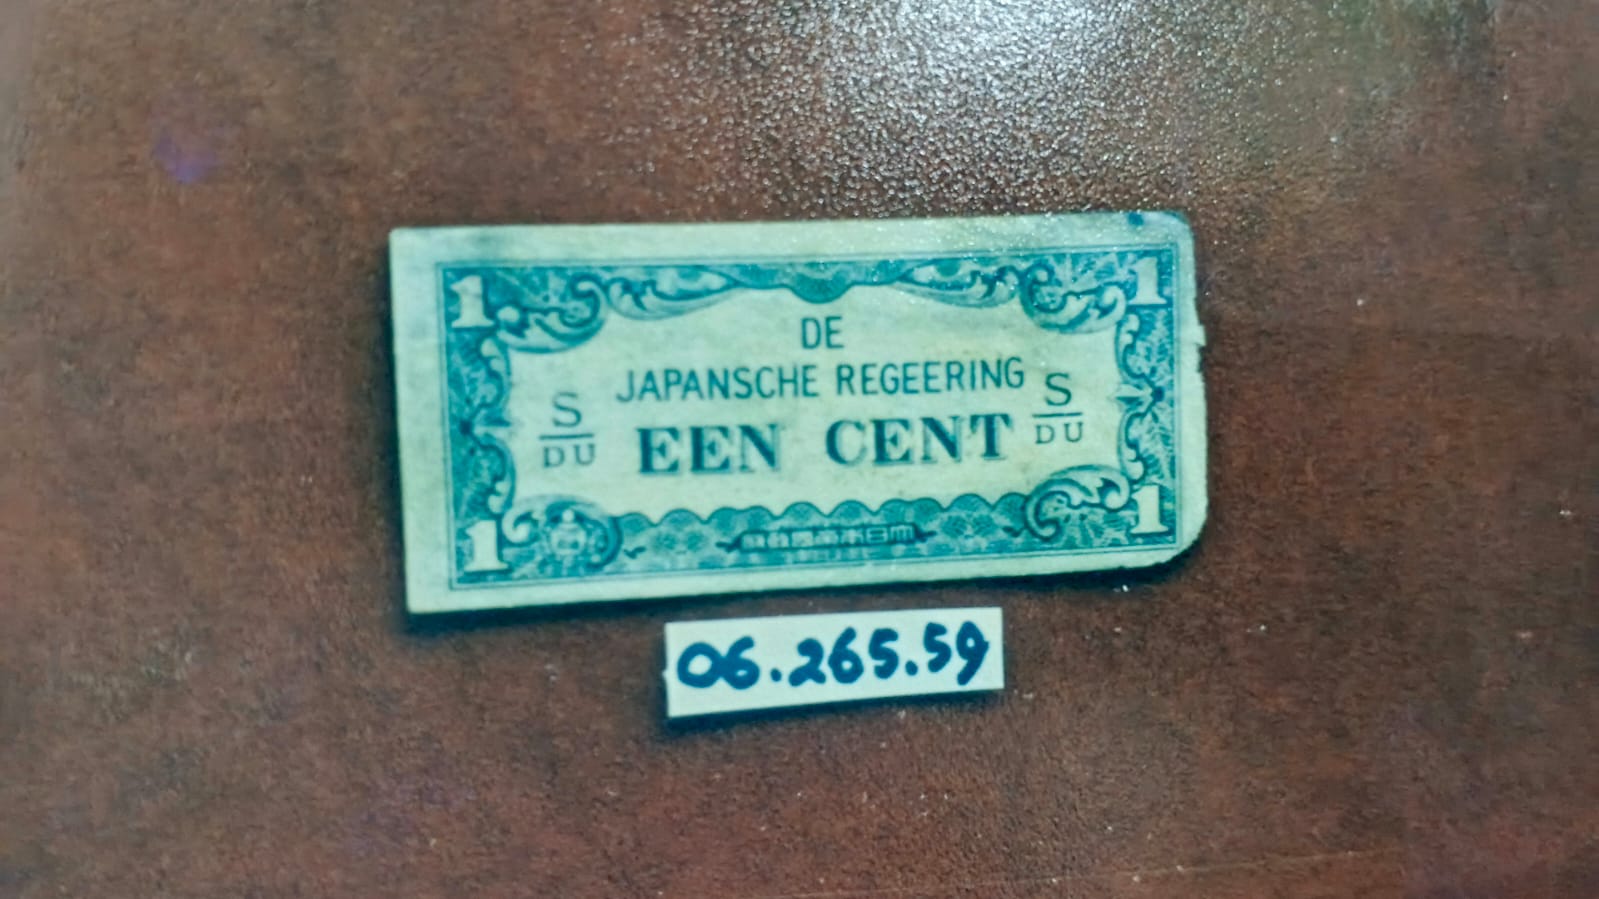 1 1
DE
JAPANSCHE REGEERING
S S
DU DU
EEN CENT
1 1
06.265.59